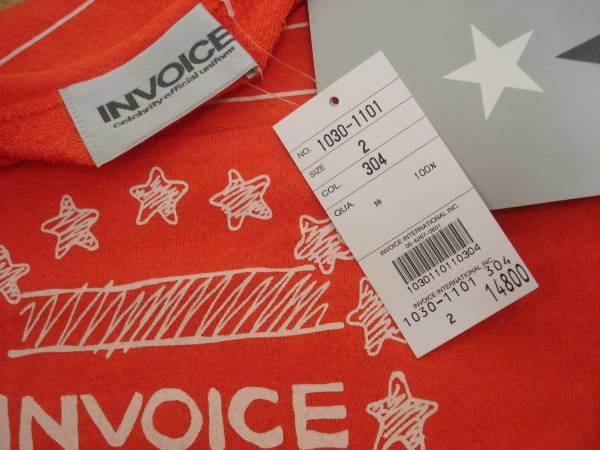 INVOICE
celebrity official uniform
NO. 1030-1101
SIZE 2
COL. 304
QUA. 100%
INVOICE INTERNATIONAL INC.
1030110110304
INVOICE INTERNATIONAL INC.
1030-1101 304
2 14800
INVOICE